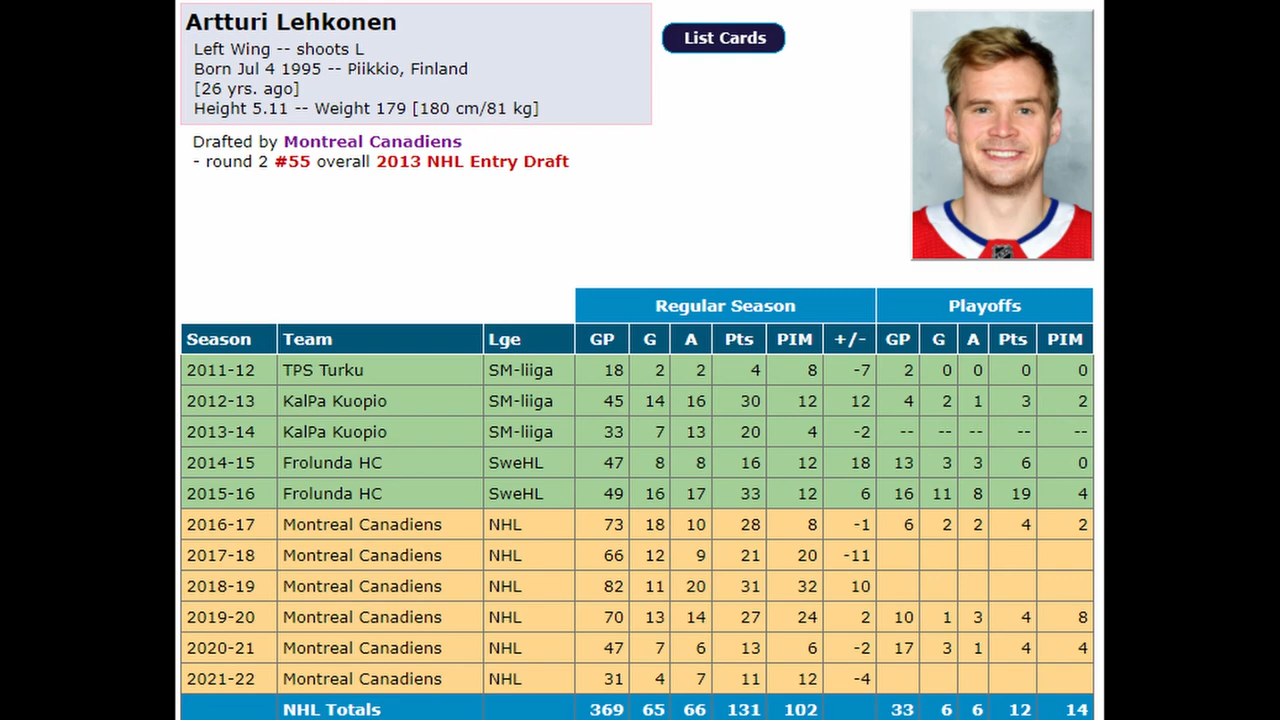 Artturi Lehkonen
List Cards
Left Wing -- shoots L
Born Jul 4 1995 -- Piikkio, Finland
[26 yrs. ago]
Height 5.11 -- Weight 179 [180 cm/81 kg]
Drafted by Montreal Canadiens
- round 2 #55 overall 2013 NHL Entry Draft
Regular Season Playoffs
Season Team Lge GP G A Pts PIM +/- GP G A Pts PIM
2011-12 TPS Turku SM-liiga 18 2 2 4 8 -7 2 0 0 0 0
2012-13 KalPa Kuopio SM-liiga 45 14 16 30 12 12 4 2 1 3 2
2013-14 KalPa Kuopio SM-liiga 33 7 13 20 4 -2 -- -- -- -- --
2014-15 Frolunda HC SweHL 47 8 8 16 12 18 13 3 3 6 0
2015-16 Frolunda HC SweHL 49 16 17 33 12 6 16 11 8 19 4
2016-17 Montreal Canadiens NHL 73 18 10 28 8 -1 6 2 2 4 2
2017-18 Montreal Canadiens NHL 66 12 9 21 20 -11
2018-19 Montreal Canadiens NHL 82 11 20 31 32 10
2019-20 Montreal Canadiens NHL 70 13 14 27 24 2 10 1 3 4 8
2020-21 Montreal Canadiens NHL 47 7 6 13 6 -2 17 3 1 4 4
2021-22 Montreal Canadiens NHL 31 4 7 11 12 -4
NHL Totals 369 65 66 131 102 33 6 6 12 14